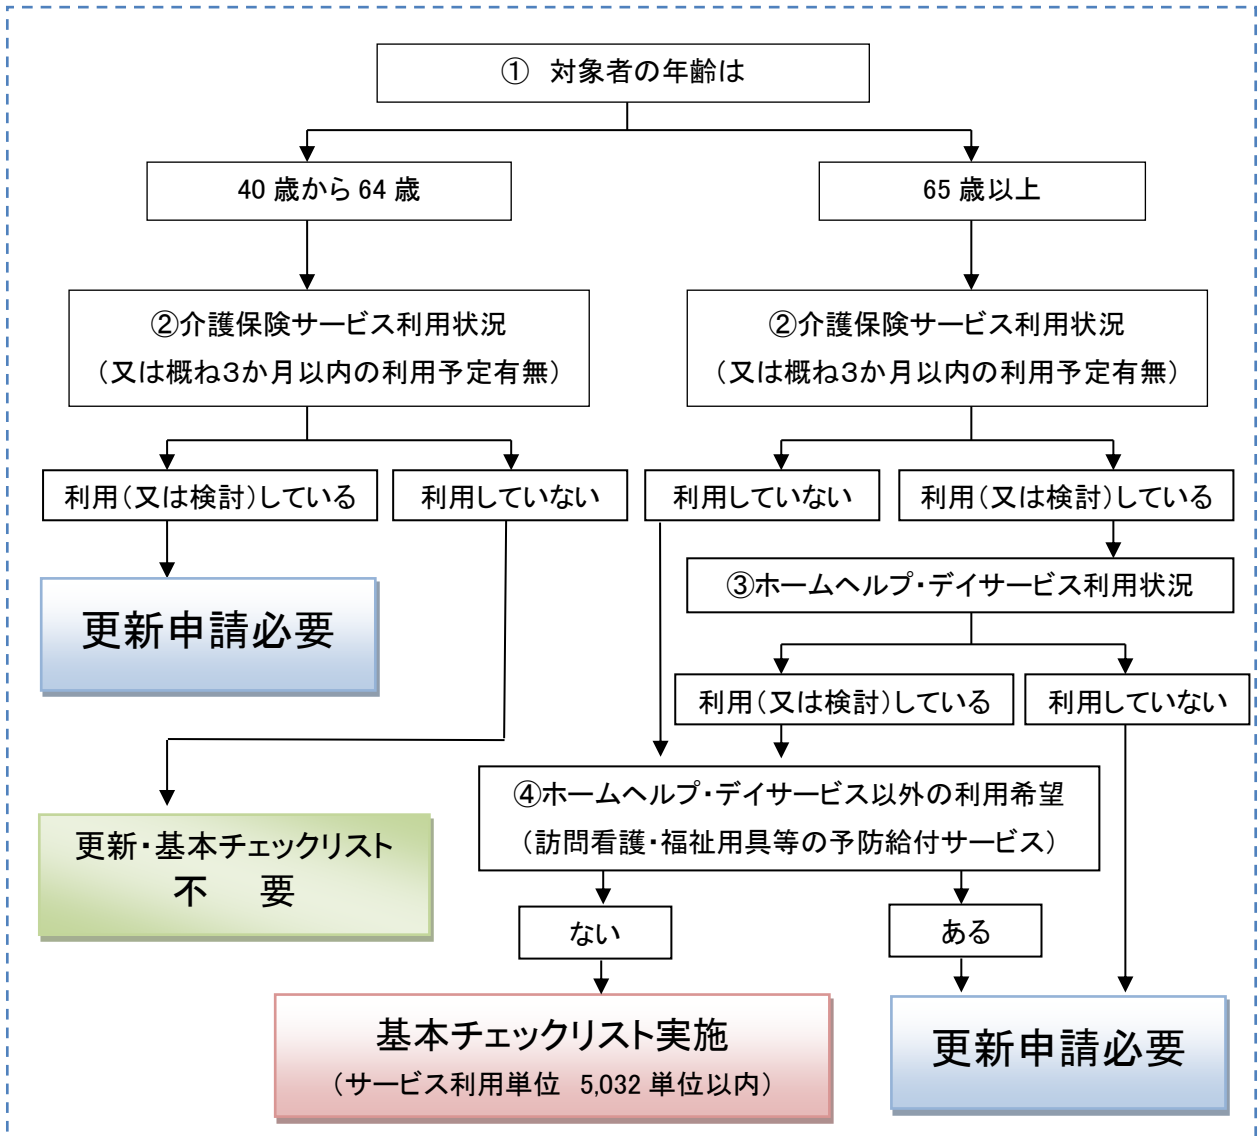 ① 対象者の年齢は
40 歳から 64 歳
65 歳以上
②介護保険サービス利用状況
(又は概ね3か月以内の利用予定有無)
②介護保険サービス利用状況
(又は概ね3か月以内の利用予定有無)
利用(又は検討)している
利用していない
利用していない
利用(又は検討)している
③ホームヘルプ・デイサービス利用状況
更新申請必要
利用(又は検討)している
利用していない
④ホームヘルプ・デイサービス以外の利用希望
(訪問看護・福祉用具等の予防給付サービス)
更新・基本チェックリスト
不 要
ない
ある
基本チェックリスト実施
(サービス利用単位 5,032 単位以内)
更新申請必要